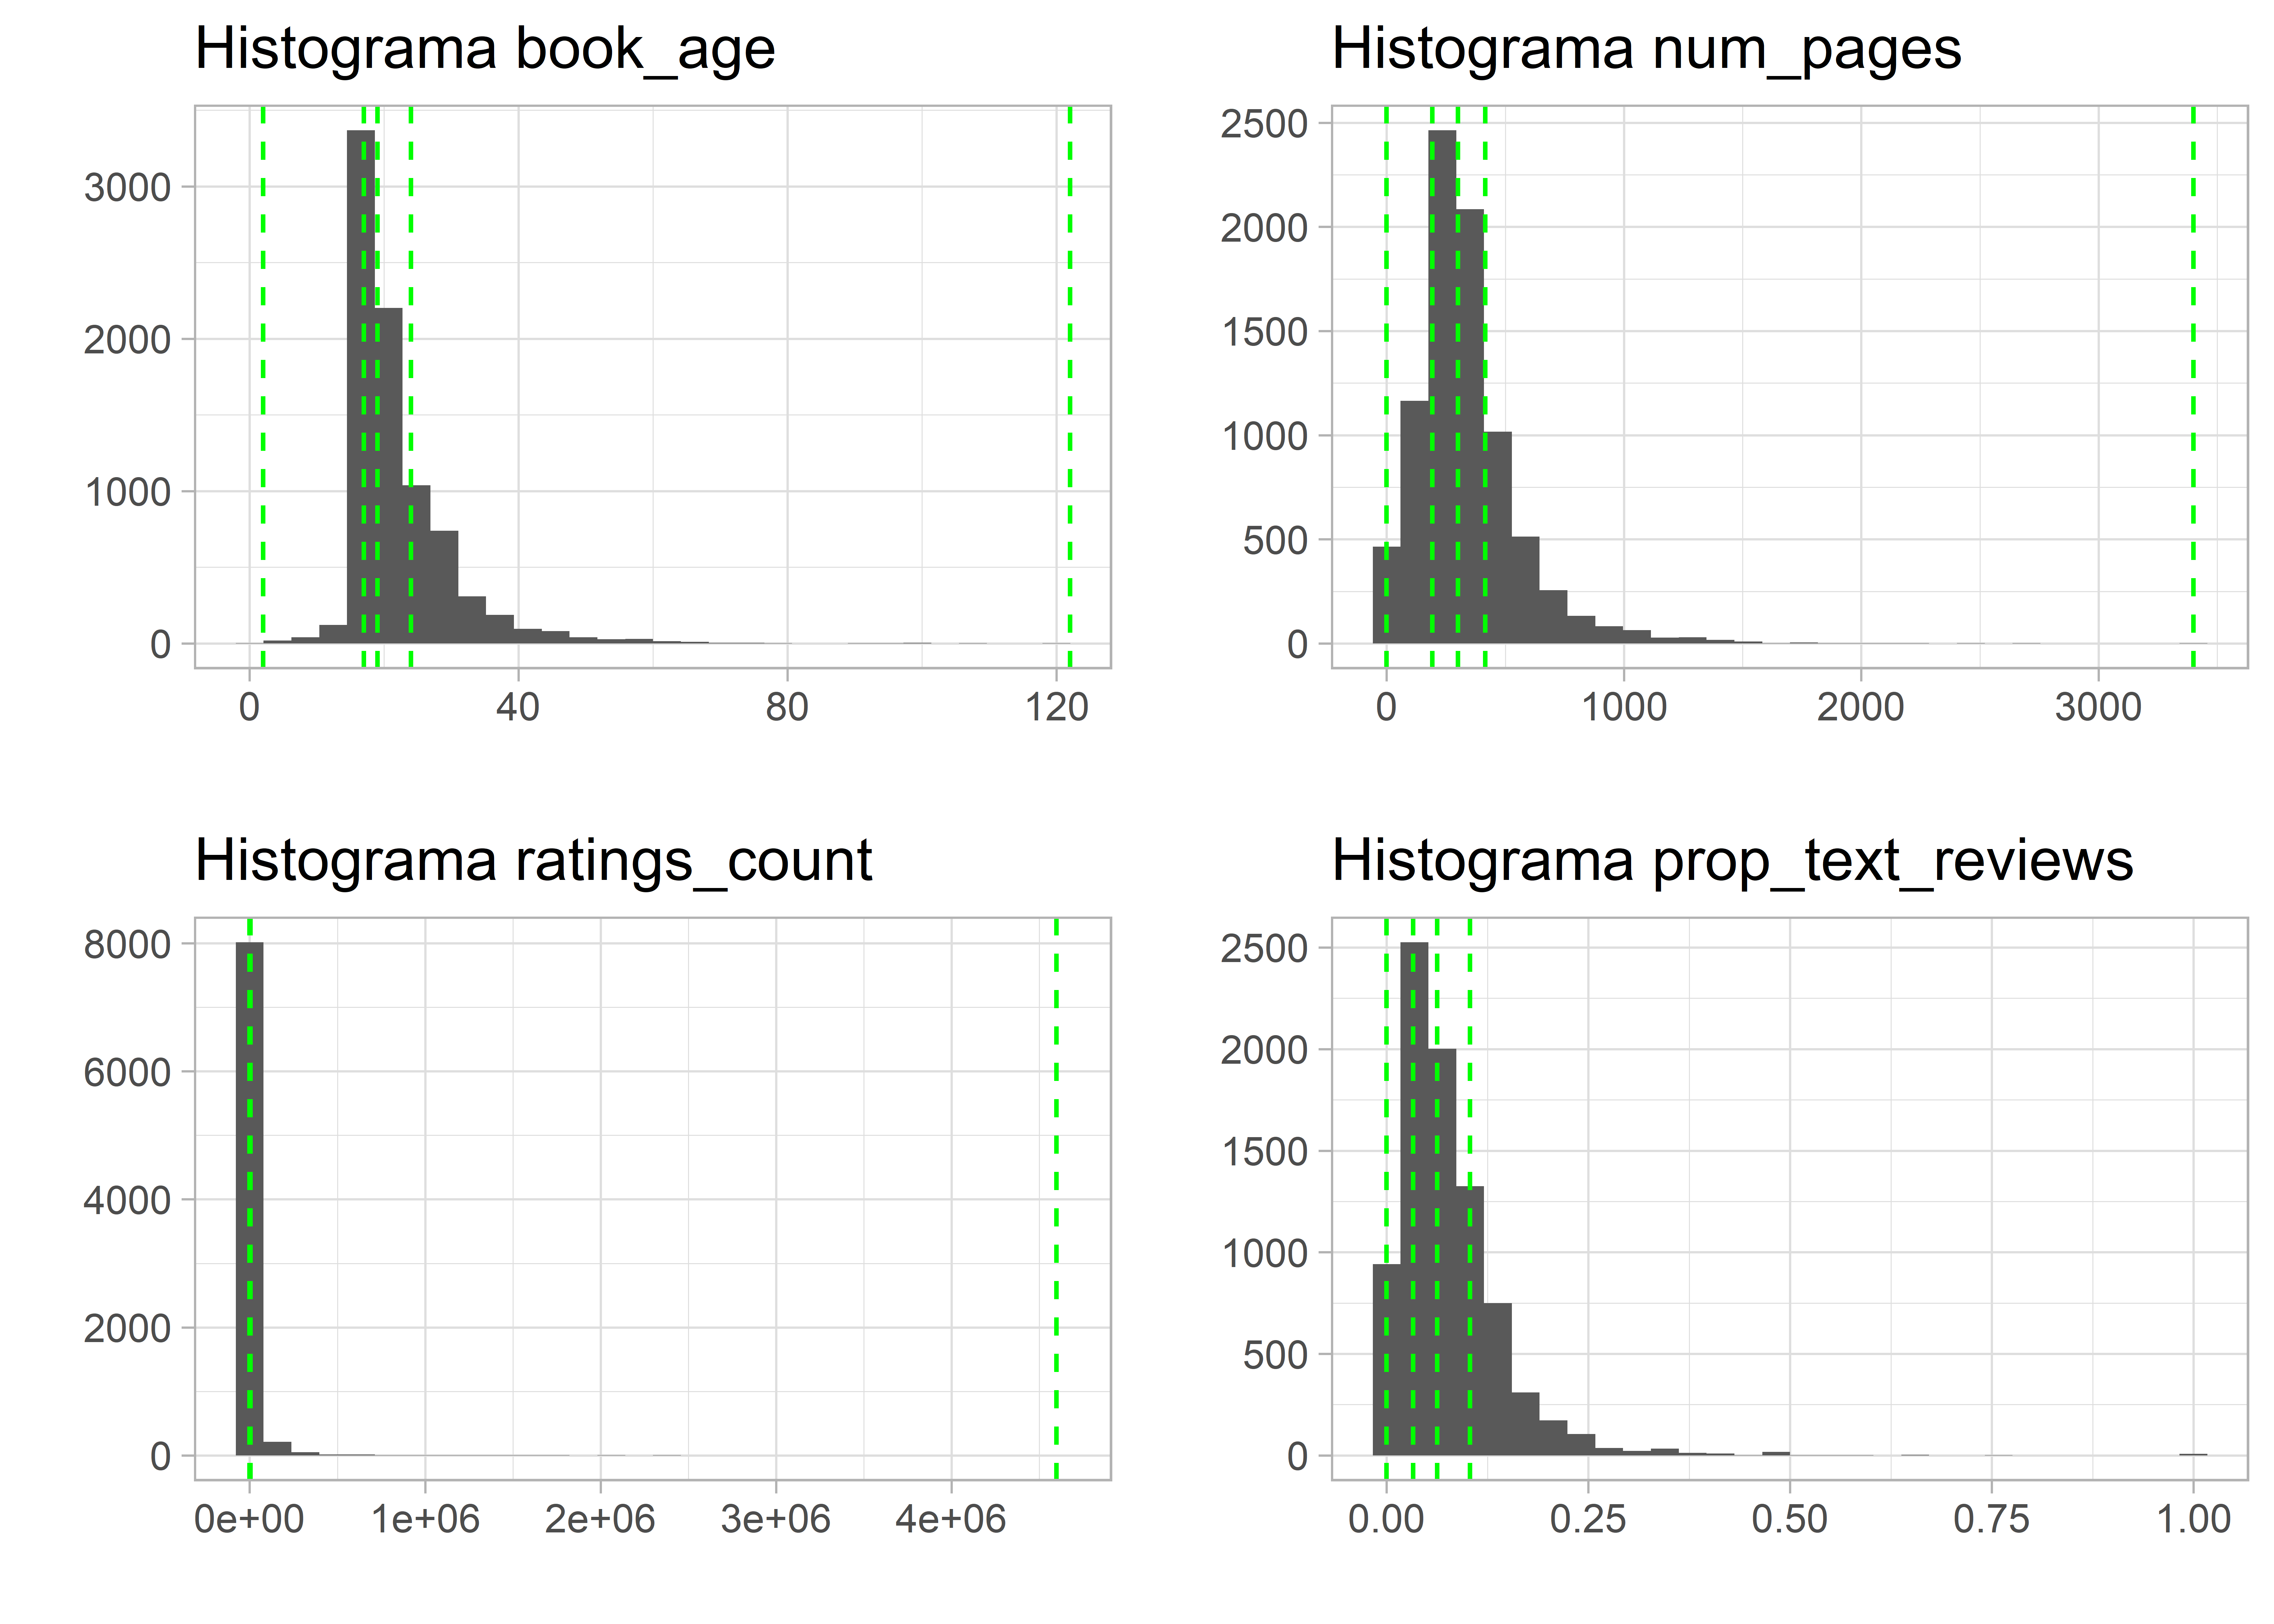 Histograma book_age
3000
2000
1000
0
0 40 80 120
Histograma num_pages
2500
2000
1500
1000
500
0
0 1000 2000 3000
Histograma ratings_count
8000
6000
4000
2000
0
0e+00 1e+06 2e+06 3e+06 4e+06
Histograma prop_text_reviews
2500
2000
1500
1000
500
0
0.00 0.25 0.50 0.75 1.00